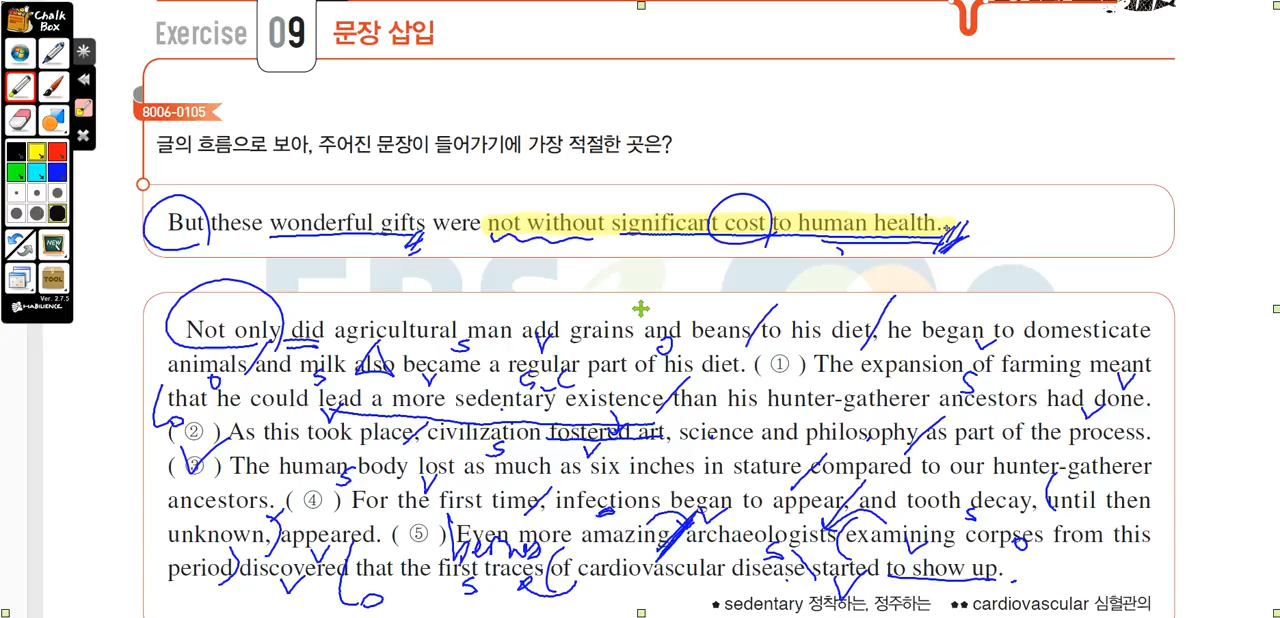 Chalk
Box
Exercise 09 문장 삽입
NEW
TOOL
Ver. 2.7.5
HABILIENCE
8006-0105
글의 흐름으로 보아, 주어진 문장이 들어가기에 가장 적절한 곳은?
But these wonderful gifts were not without significant cost to human health.
Not only did agricultural man add grains and beans to his diet, he began to domesticate
animals and milk also became a regular part of his diet. ( ① ) The expansion of farming meant
that he could lead a more sedentary existence than his hunter-gatherer ancestors had done.
( ② ) As this took place, civilization fostered art, science and philosophy as part of the process.
( ③ ) The human body lost as much as six inches in stature compared to our hunter-gatherer
ancestors. ( ④ ) For the first time, infections began to appear, and tooth decay, until then
unknown, appeared. ( ⑤ ) Even more amazing, archaeologists examining corpses from this
period discovered that the first traces of cardiovascular disease started to show up.
★ sedentary 정착하는, 정주하는 ★★ cardiovascular 심혈관의